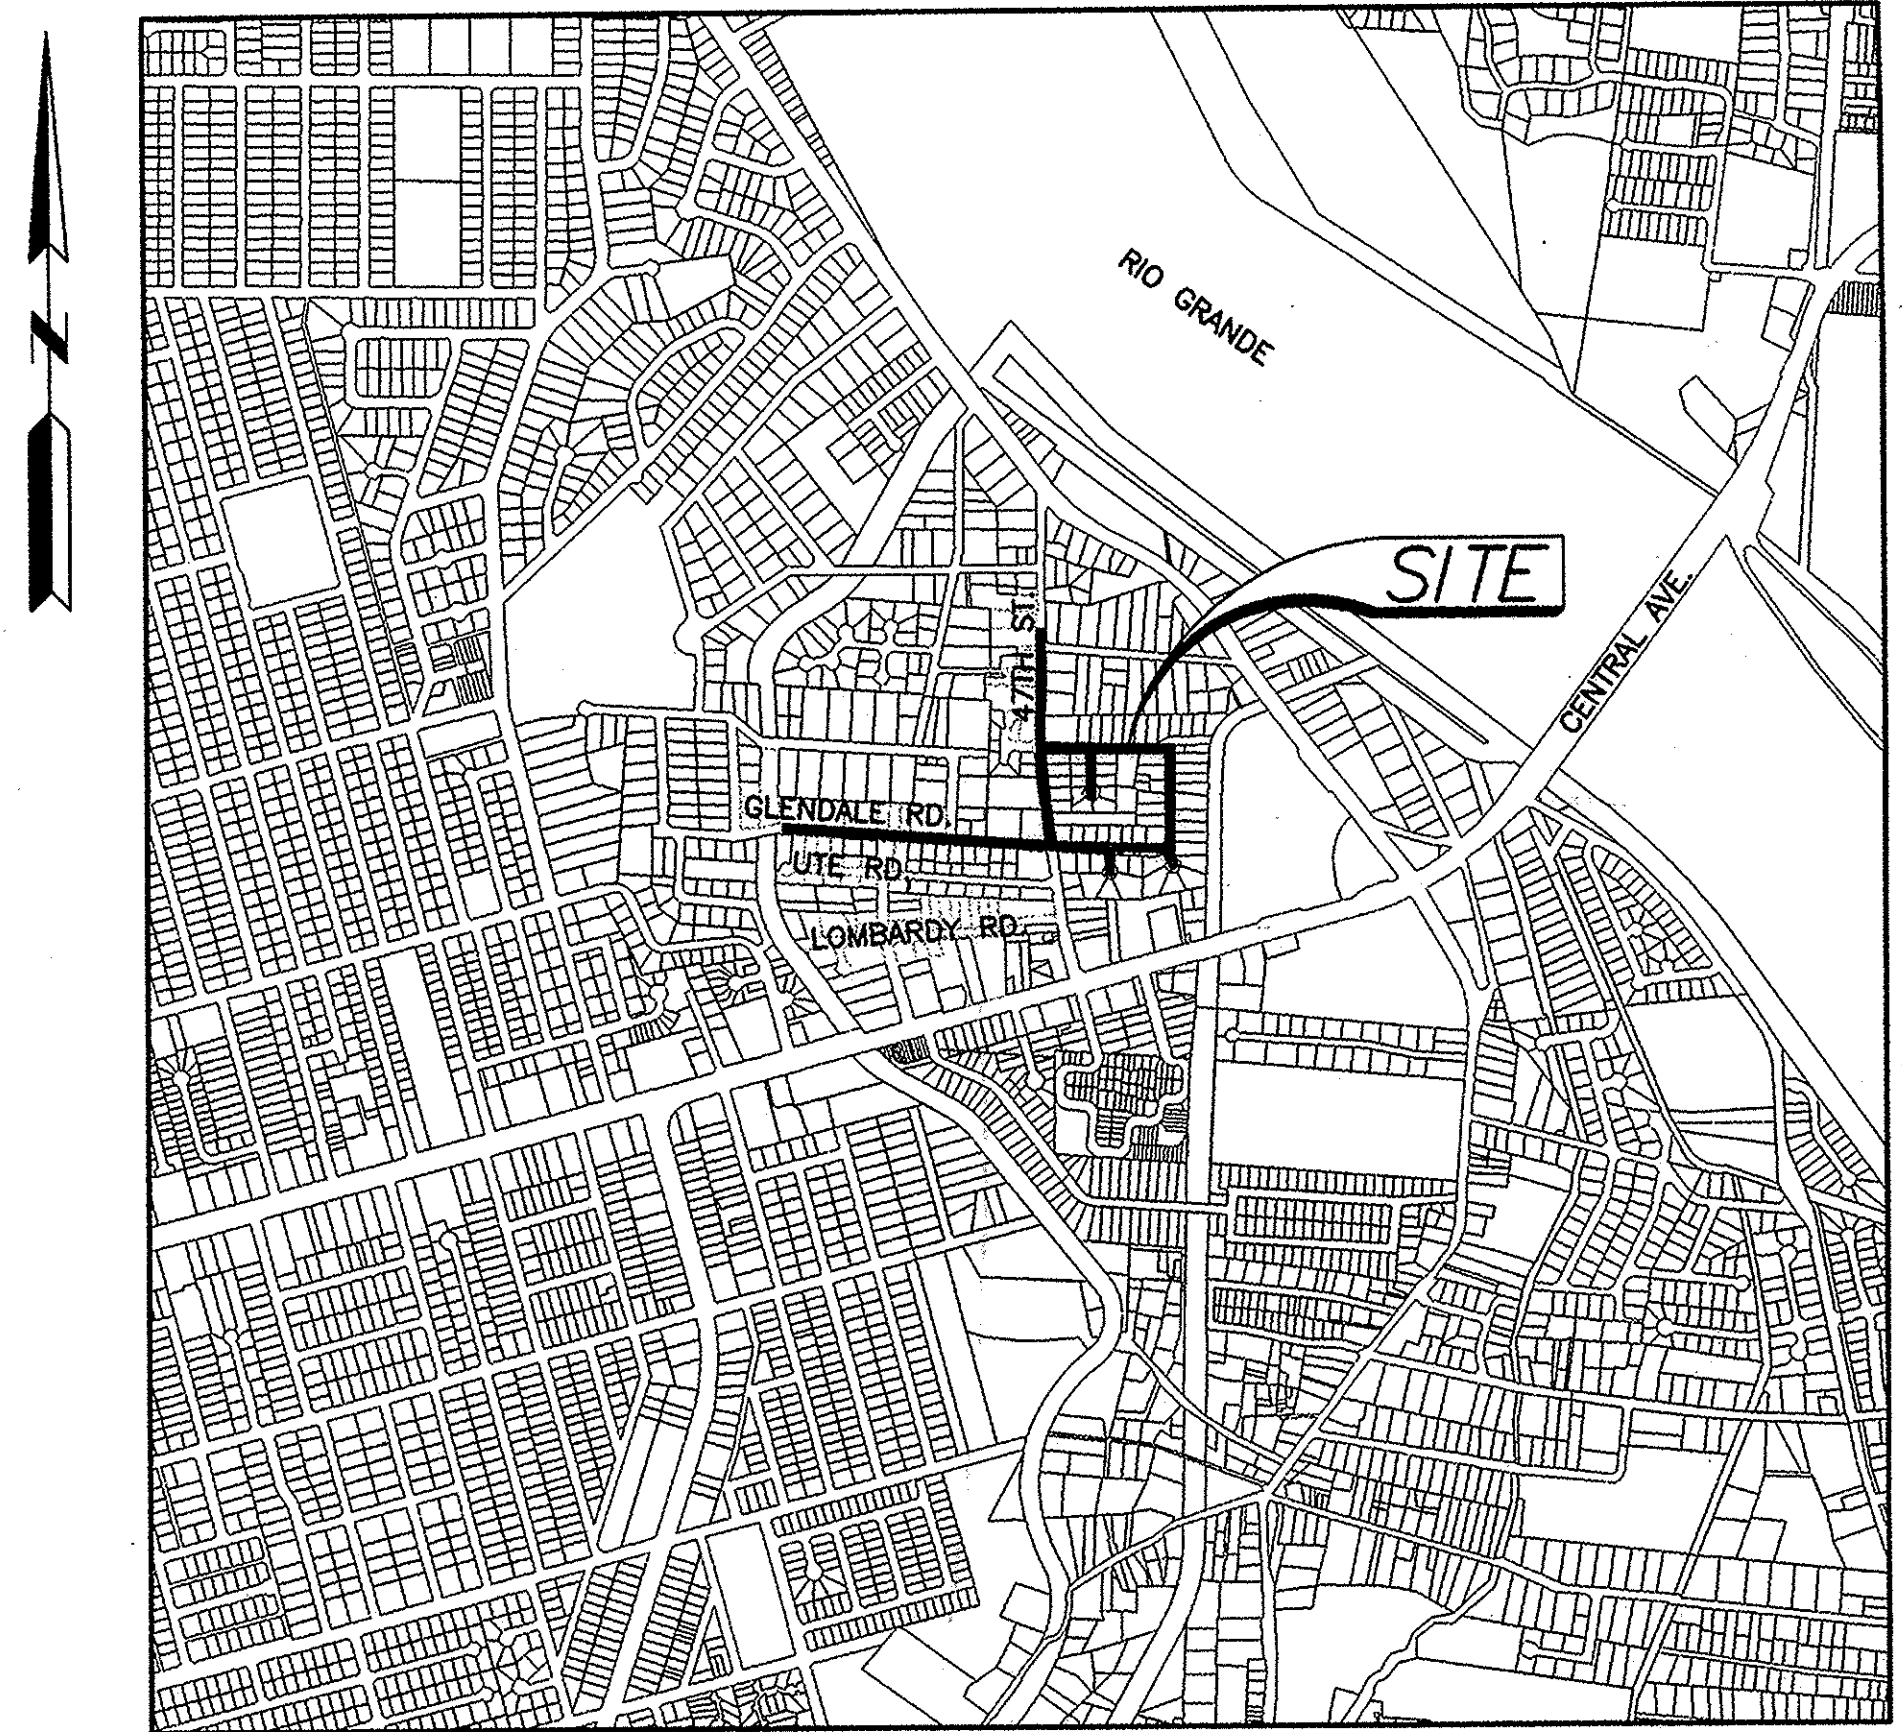 N
RIO GRANDE
SITE
CENTRAL AVE.
47TH ST.
GLENDALE RD.
UTE RD.
LOMBARDY RD.